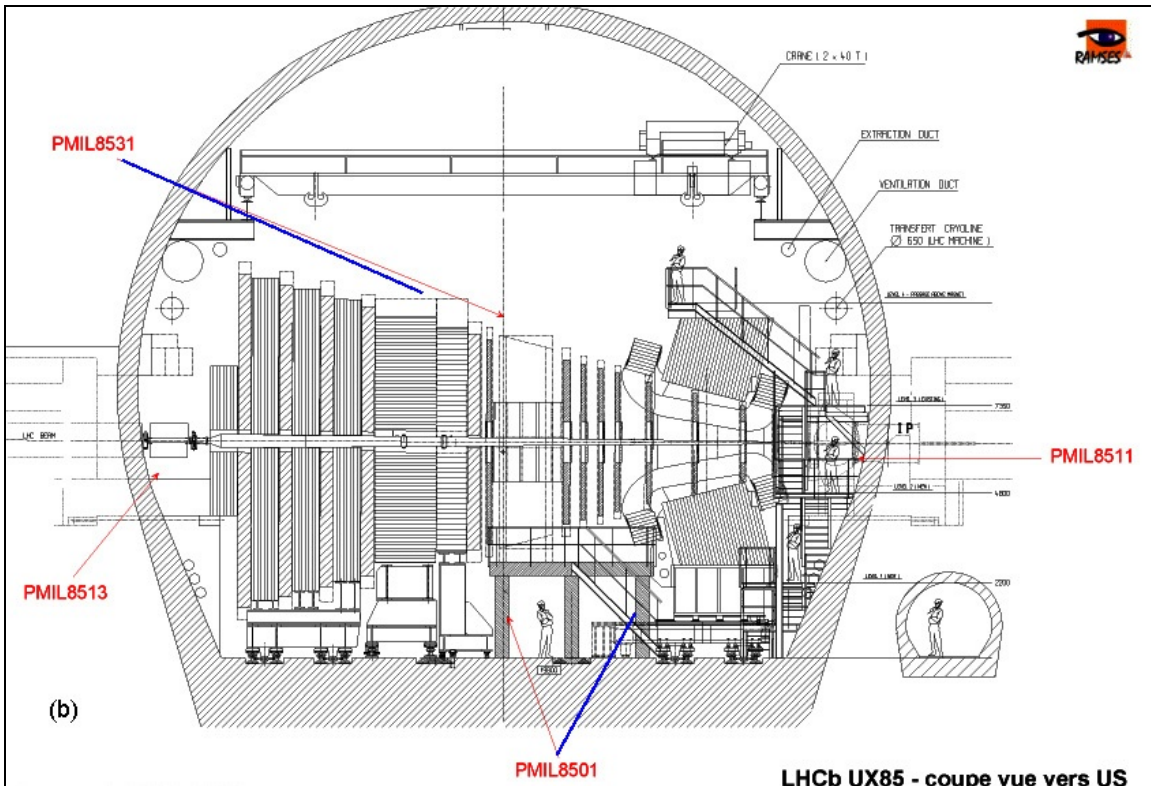 RAMSES
CRANE ( 2 x 40 T )
PMIL8531
EXTRACTION DUCT
VENTILATION DUCT
TRANSFERT CRYOLINE
Ø 650 (LHC MACHINE )
7350
LHC BEAM
IP
PMIL8511
4800
PMIL8513
2200
(b)
PMIL8501
LHCb UX85 - coupe vue vers US